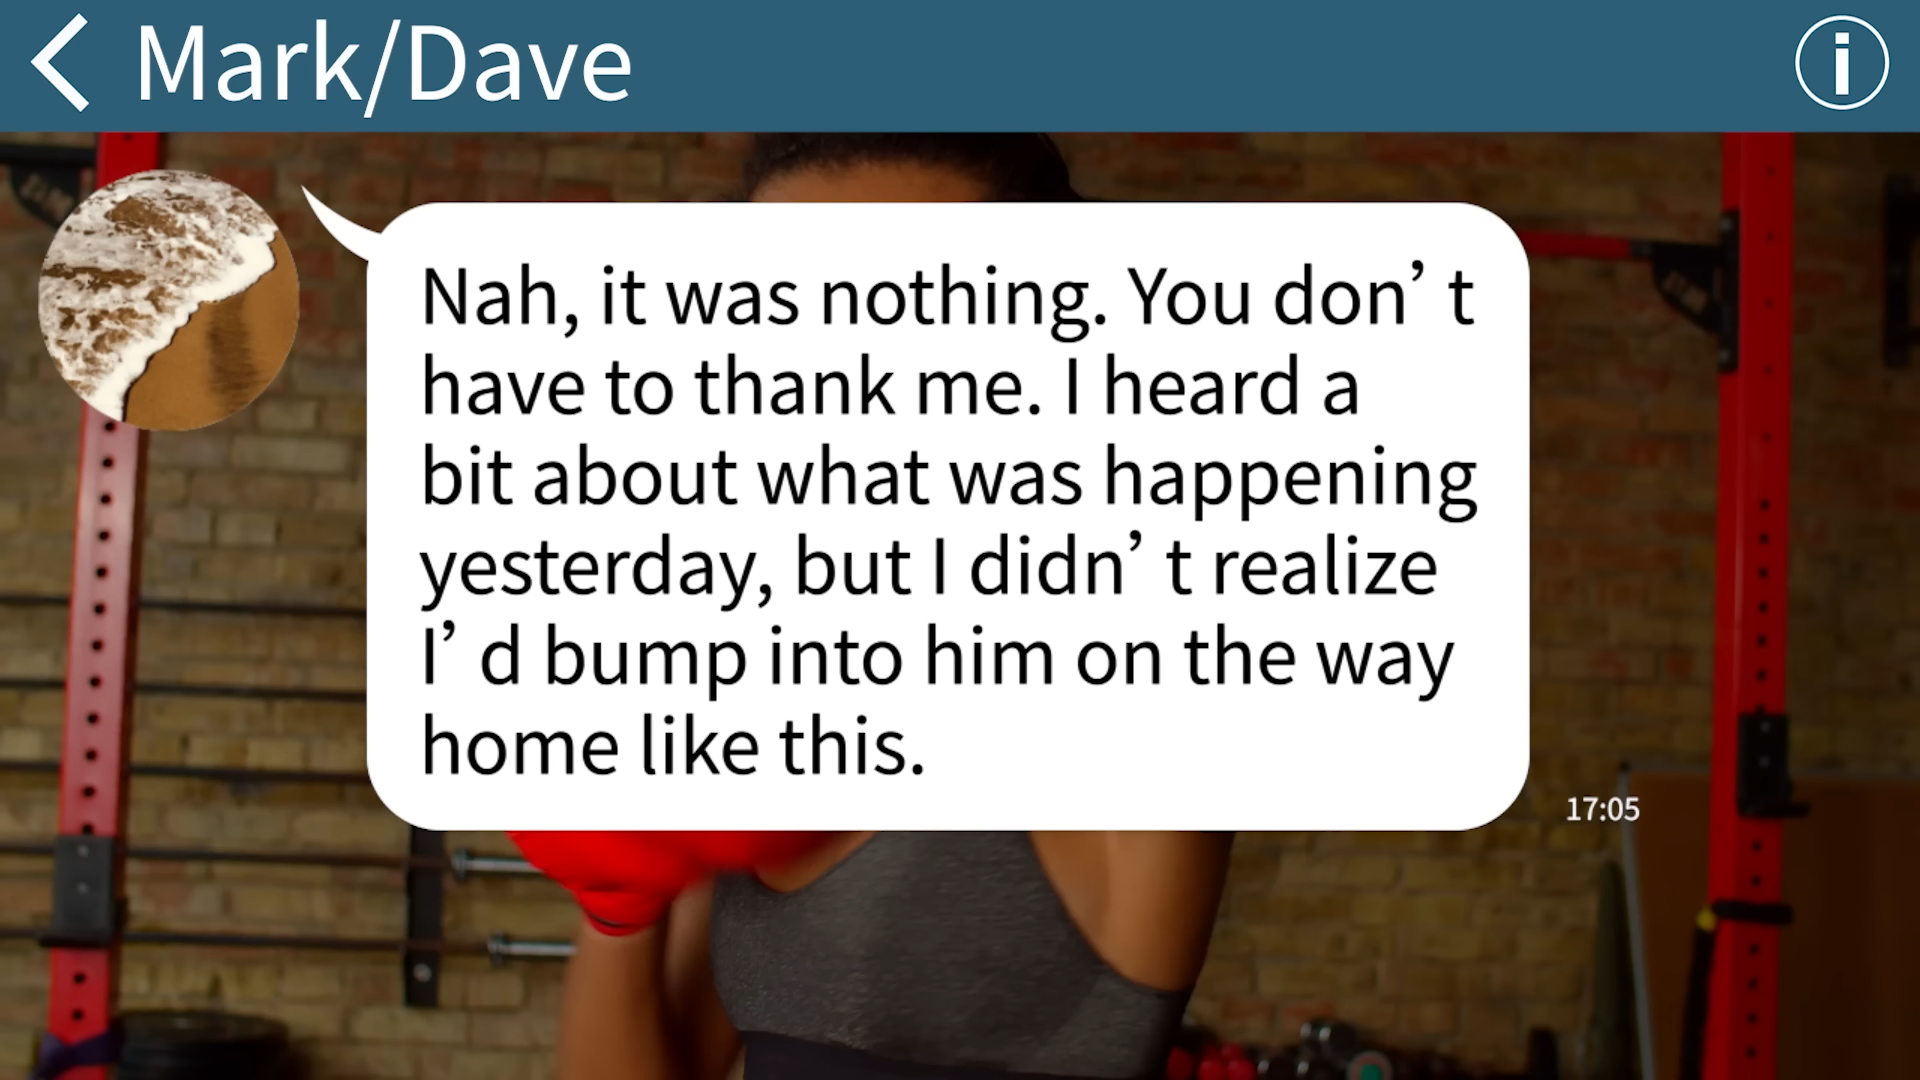 Mark/Dave
Nah, it was nothing. You don’t
have to thank me. I heard a
bit about what was happening
yesterday, but I didn’t realize
I’d bump into him on the way
home like this.
17:05